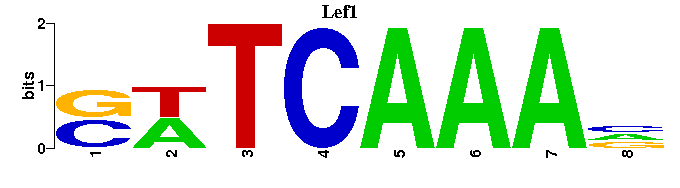 Lef1
bits
2
1
0
G T T C A A A C
C A A
G
1 2 3 4 5 6 7 8